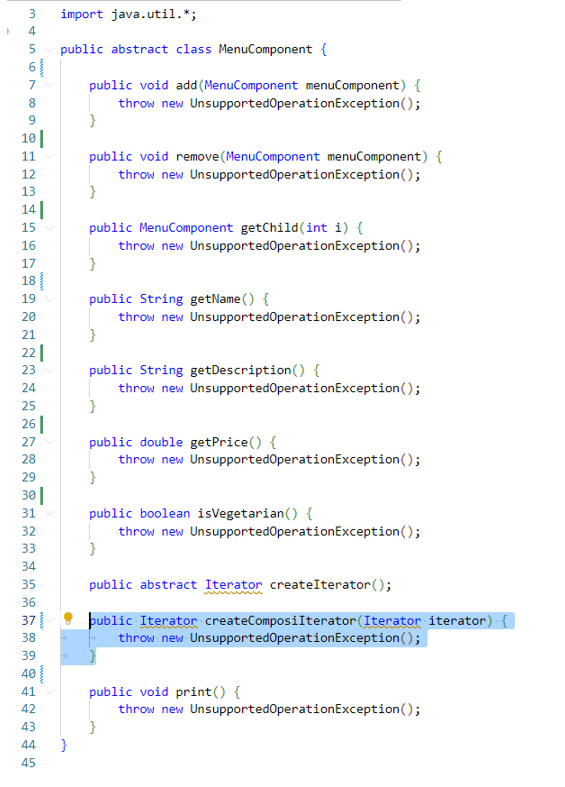 3 import java.util.*;
4
5 public abstract class MenuComponent {
6
7 public void add(MenuComponent menuComponent) {
8 throw new UnsupportedOperationException();
9 }
10
11 public void remove(MenuComponent menuComponent) {
12 throw new UnsupportedOperationException();
13 }
14
15 public MenuComponent getChild(int i) {
16 throw new UnsupportedOperationException();
17 }
18
19 public String getName() {
20 throw new UnsupportedOperationException();
21 }
22
23 public String getDescription() {
24 throw new UnsupportedOperationException();
25 }
26
27 public double getPrice() {
28 throw new UnsupportedOperationException();
29 }
30
31 public boolean isVegetarian() {
32 throw new UnsupportedOperationException();
33 }
34
35 public abstract Iterator createIterator();
36
37 public Iterator createComposiIterator(Iterator iterator) {
38 throw new UnsupportedOperationException();
39 }
40
41 public void print() {
42 throw new UnsupportedOperationException();
43 }
44 }
45